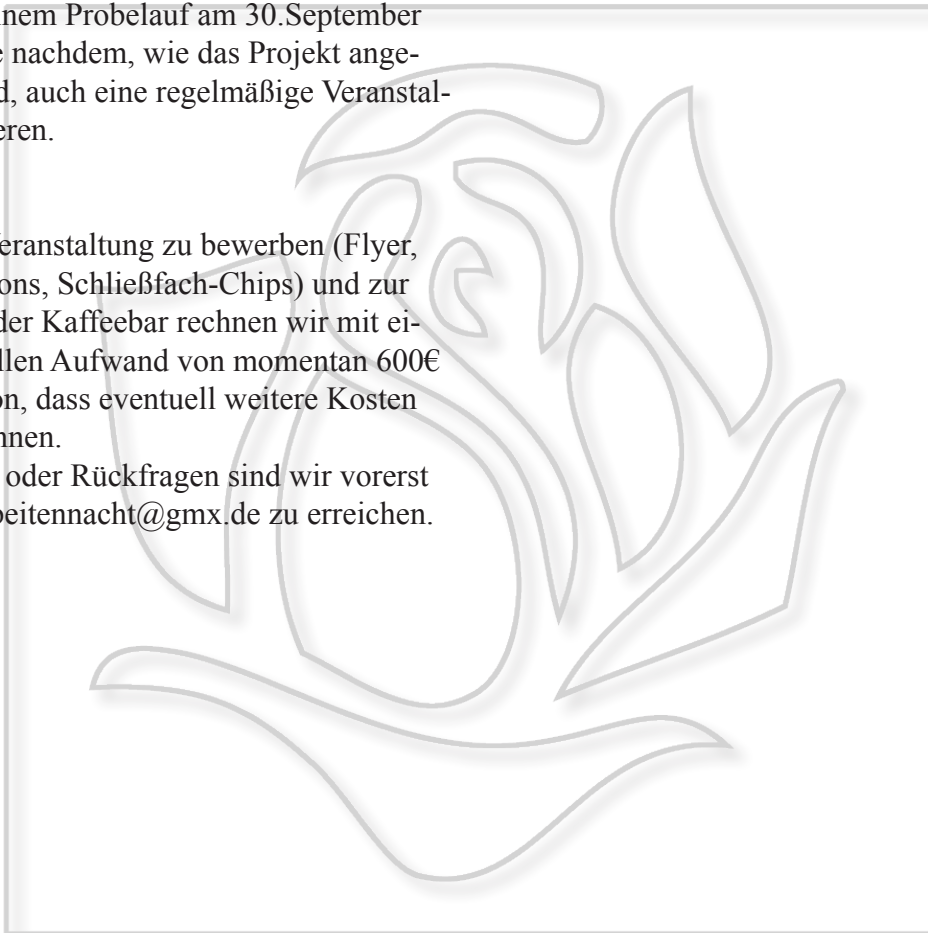 inem Probelauf am 30.September
e nachdem, wie das Projekt ange-
d, auch eine regelmäßige Veranstal-
eren.
eranstaltung zu bewerben (Flyer,
ons, Schließfach-Chips) und zur
der Kaffeebar rechnen wir mit ei-
llen Aufwand von momentan 600€
on, dass eventuell weitere Kosten
nnen.
oder Rückfragen sind wir vorerst
beitennacht@gmx.de zu erreichen.